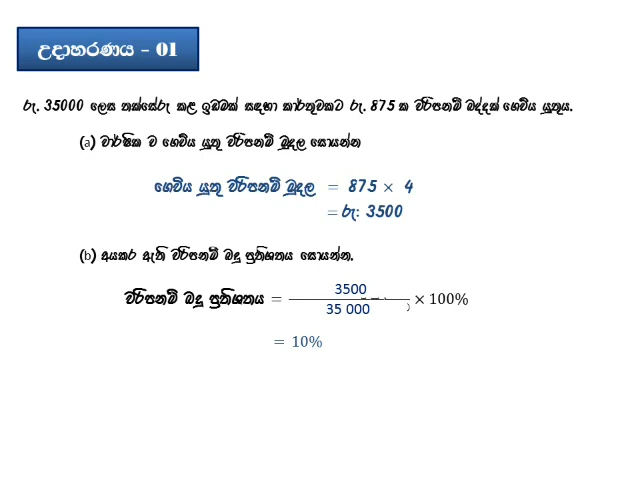 උදාහරණය - 01
රු. 35000 ලෙස තක්සේරු කළ ඉඩමක් සඳහා කාර්තුවකට රු. 875 ක වරිපනම් බද්දක් ගෙවිය යුතුය.
(a) වාර්ෂික ව ගෙවිය යුතු වරිපනම් මුදල සොයන්න
ගෙවිය යුතු වරිපනම් මුදල = 875 × 4
= රු: 3500
(b) අයකර ඇති වරිපනම් බදු ප්‍රතිශතය සොයන්න.
වරිපනම් බදු ප්‍රතිශතය = 3500 / 35 000 × 100%
= 10%